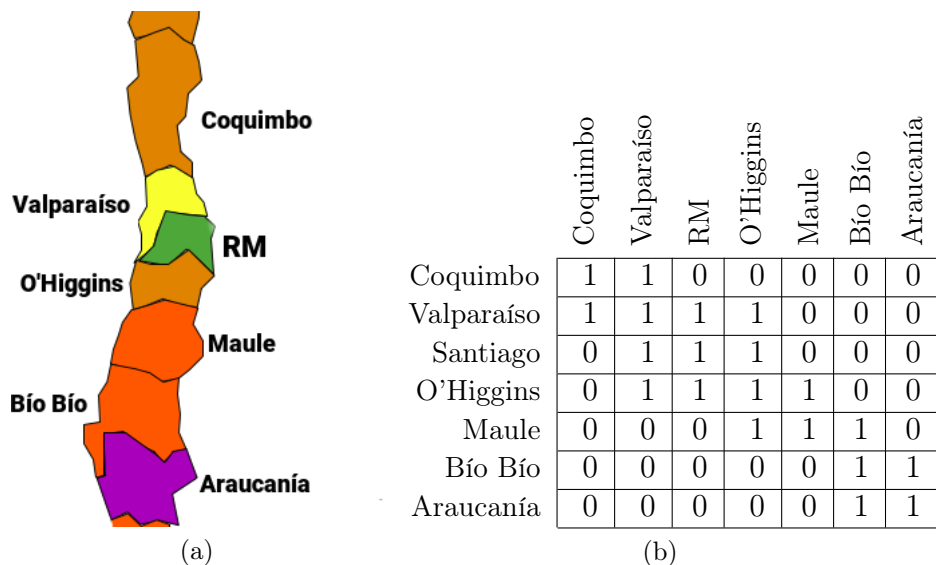 Coquimbo
Valparaíso
RM
O'Higgins
Maule
Bío Bío
Araucanía
(a)
Coquimbo Valparaíso RM O'Higgins Maule Bío Bío Araucanía
Coquimbo 1 1 0 0 0 0 0
Valparaíso 1 1 1 1 0 0 0
Santiago 0 1 1 1 0 0 0
O'Higgins 0 1 1 1 1 0 0
Maule 0 0 0 1 1 1 0
Bío Bío 0 0 0 0 0 1 1
Araucanía 0 0 0 0 0 1 1
(b)